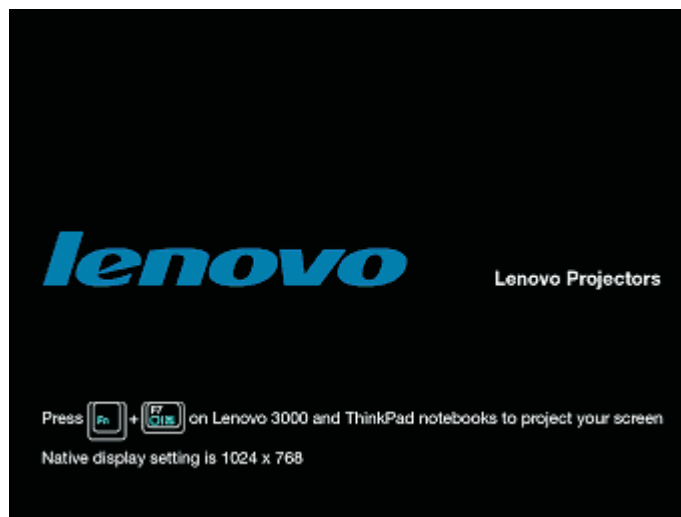 lenovo
Lenovo Projectors
Press Fn + F7 on Lenovo 3000 and ThinkPad notebooks to project your screen
Native display setting is 1024 x 768